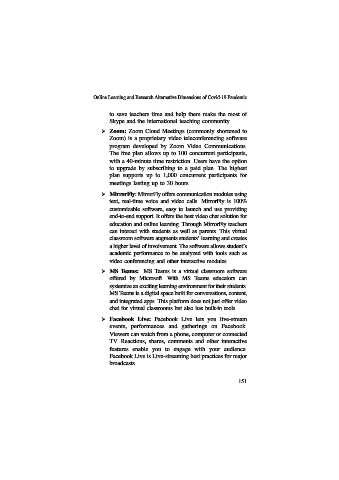 Online Learning and Research Alternative Dimensions of Covid-19 Pandemic
to save teachers time and help them make the most of
Skype and the international teaching community.
➢ Zoom: Zoom Cloud Meetings (commonly shortened to
Zoom) is a proprietary video teleconferencing software
program developed by Zoom Video Communications.
The free plan allows up to 100 concurrent participants,
with a 40-minute time restriction. Users have the option
to upgrade by subscribing to a paid plan. The highest
plan supports up to 1,000 concurrent participants for
meetings lasting up to 30 hours.
➢ Mirrorfly: Mirrorfly offers communication modules using
text, real-time voice and video calls. Mirrorfly is 100%
customizable software, easy to launch and use providing
end-to-end support. It offers the best video chat solution for
education and online learning. Through Mirrorfly teachers
can interact with students as well as parents. This virtual
classroom software augments students' learning and creates
a higher level of involvement. The software allows student's
academic performance to be analyzed with tools such as
video conferencing and other interactive modules.
➢ MS Teams: MS Teams is a virtual classroom software
offered by Microsoft. With MS Teams educators can
systemize an exciting learning environment for their students.
MS Teams is a digital space built for conversations, content,
and integrated apps. This platform does not just offer video
chat for virtual classrooms but also has built-in tools.
➢ Facebook Live: Facebook Live lets you live-stream
events, performances and gatherings on Facebook.
Viewers can watch from a phone, computer or connected
TV. Reactions, shares, comments and other interactive
features enable you to engage with your audience.
Facebook Live is Live-streaming best practices for major
broadcasts.
151